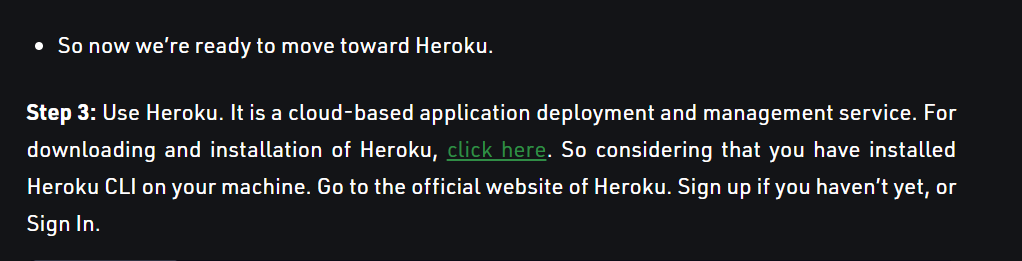 So now we’re ready to move toward Heroku.
Step 3: Use Heroku. It is a cloud-based application deployment and management service. For
downloading and installation of Heroku, click here. So considering that you have installed
Heroku CLI on your machine. Go to the official website of Heroku. Sign up if you haven’t yet, or
Sign In.